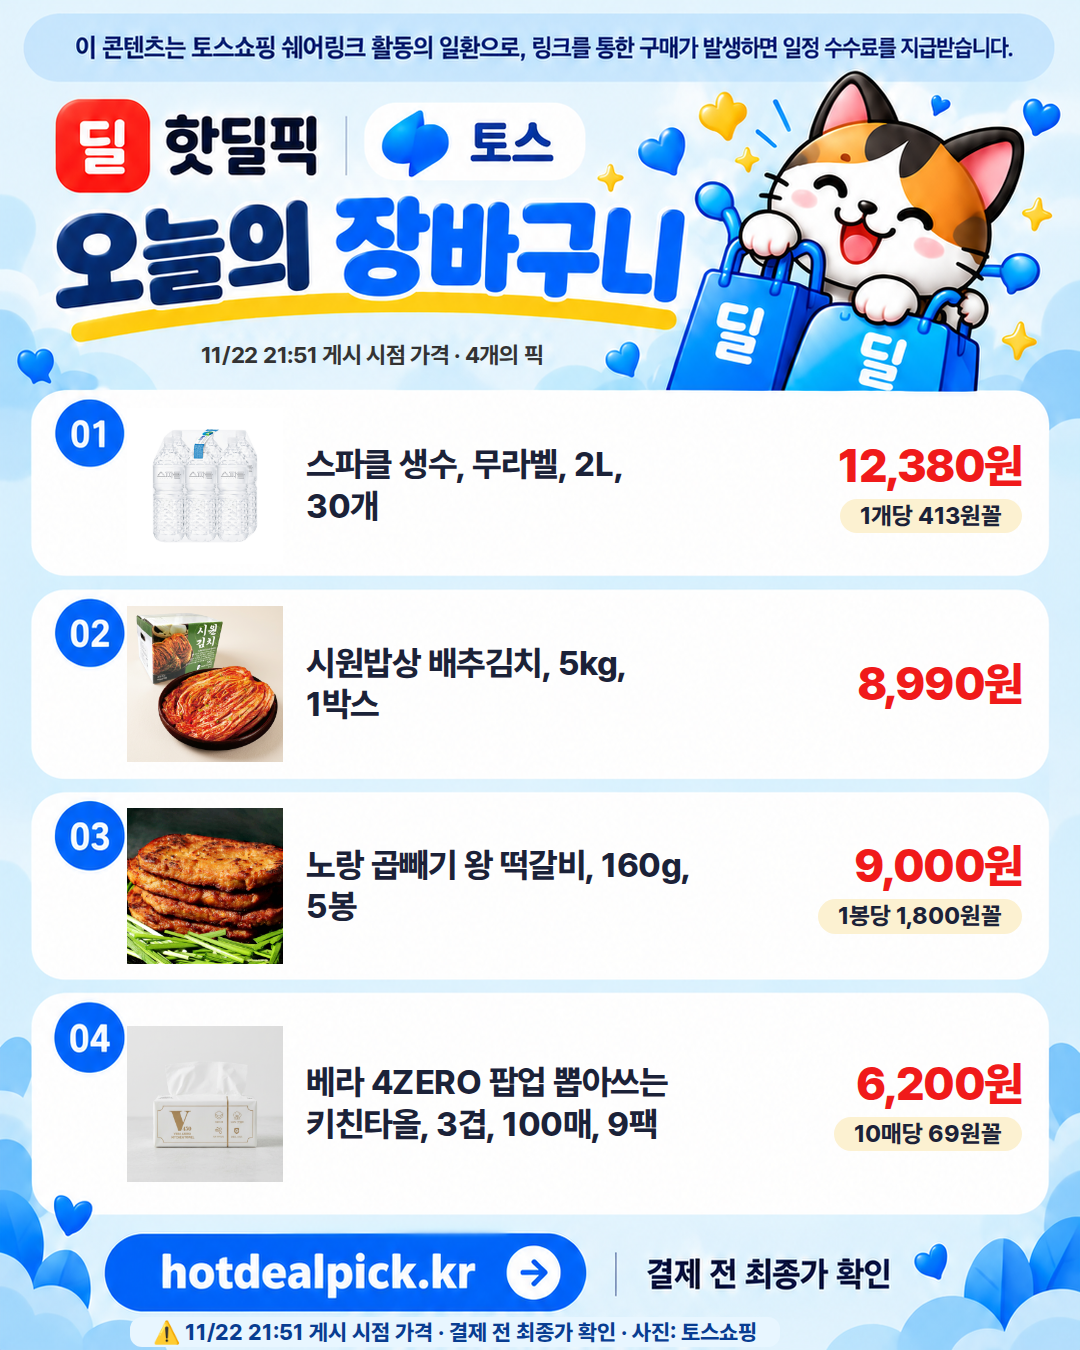 이 콘텐츠는 토스쇼핑 쉐어링크 활동의 일환으로, 링크를 통한 구매가 발생하면 일정 수수료를 지급받습니다.
딜 핫딜픽 토스
오늘의 장바구니
딜
딜
11/22 21:51 게시 시점 가격 · 4개의 픽
01
스파클 생수, 무라벨, 2L,
30개
12,380원
1개당 413원꼴
02
시원
김치
시원밥상 배추김치, 5kg,
1박스
8,990원
03
노랑 곱빼기 왕 떡갈비, 160g,
5봉
9,000원
1봉당 1,800원꼴
04
V
베라 4ZERO 팝업 뽑아쓰는
키친타올, 3겹, 100매, 9팩
6,200원
10매당 69원꼴
hotdealpick.kr
결제 전 최종가 확인
⚠️ 11/22 21:51 게시 시점 가격 · 결제 전 최종가 확인 · 사진: 토스쇼핑